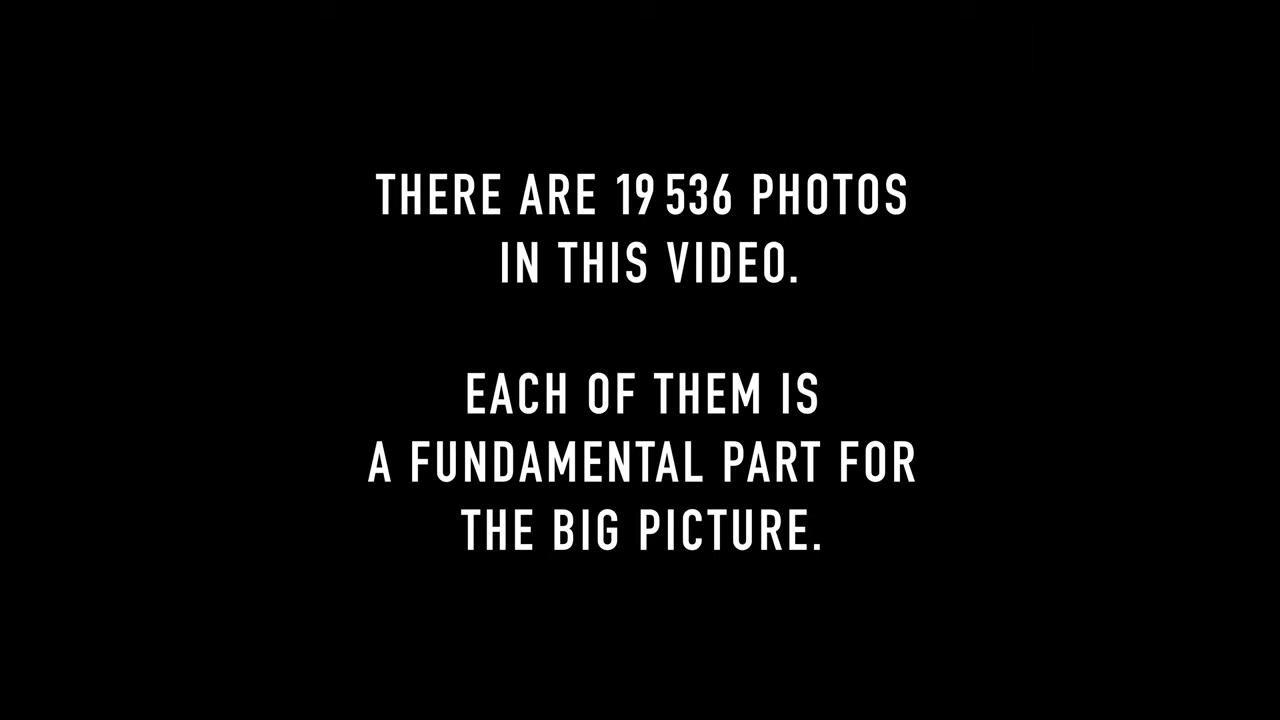 THERE ARE 19 536 PHOTOS
IN THIS VIDEO.
EACH OF THEM IS
A FUNDAMENTAL PART FOR
THE BIG PICTURE.